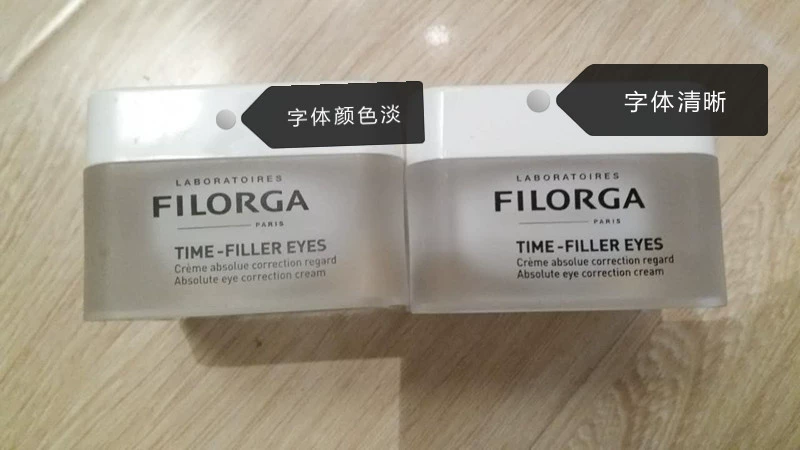 字体颜色淡
字体清晰
LABORATOIRES
FILORGA
PARIS
TIME-FILLER EYES
Crème absolue correction regard
Absolute eye correction cream
LABORATOIRES
FILORGA
PARIS
TIME-FILLER EYES
Crème absolue correction regard
Absolute eye correction cream